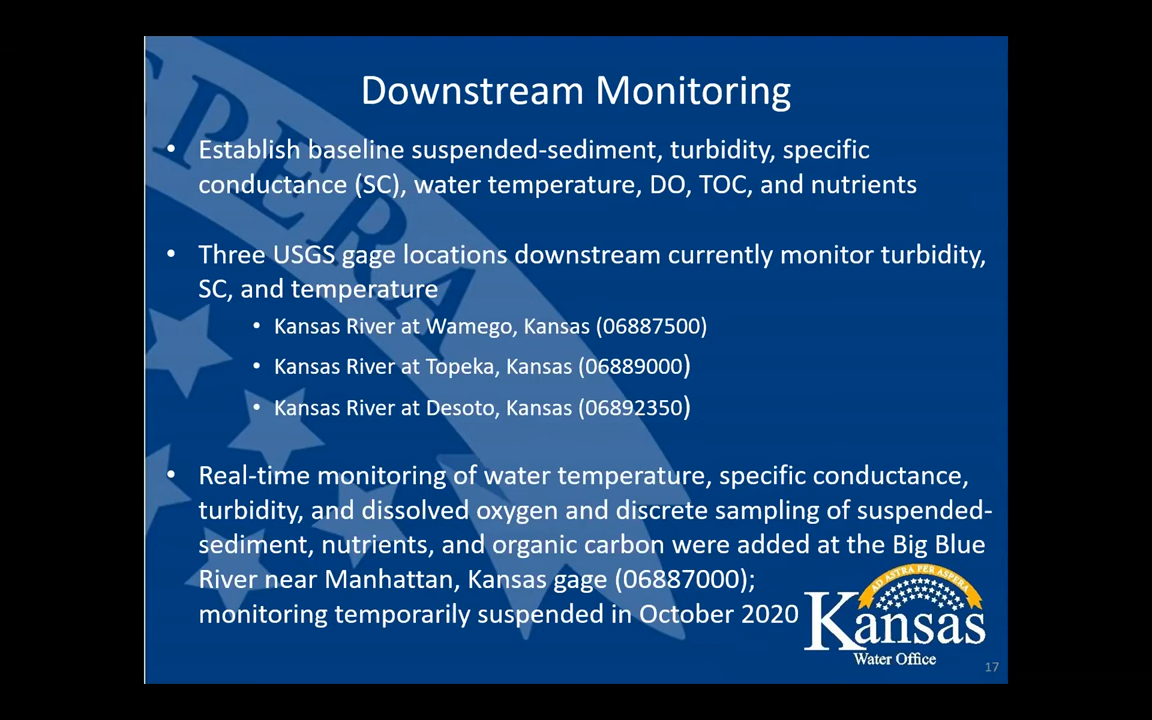 Downstream Monitoring
• Establish baseline suspended-sediment, turbidity, specific
conductance (SC), water temperature, DO, TOC, and nutrients
• Three USGS gage locations downstream currently monitor turbidity,
SC, and temperature
• Kansas River at Wamego, Kansas (06887500)
• Kansas River at Topeka, Kansas (06889000)
• Kansas River at Desoto, Kansas (06892350)
• Real-time monitoring of water temperature, specific conductance,
turbidity, and dissolved oxygen and discrete sampling of suspended-
sediment, nutrients, and organic carbon were added at the Big Blue
River near Manhattan, Kansas gage (06887000);
monitoring temporarily suspended in October 2020
AD ASTRA PER ASPERA
Kansas
Water Office
17
SPERA